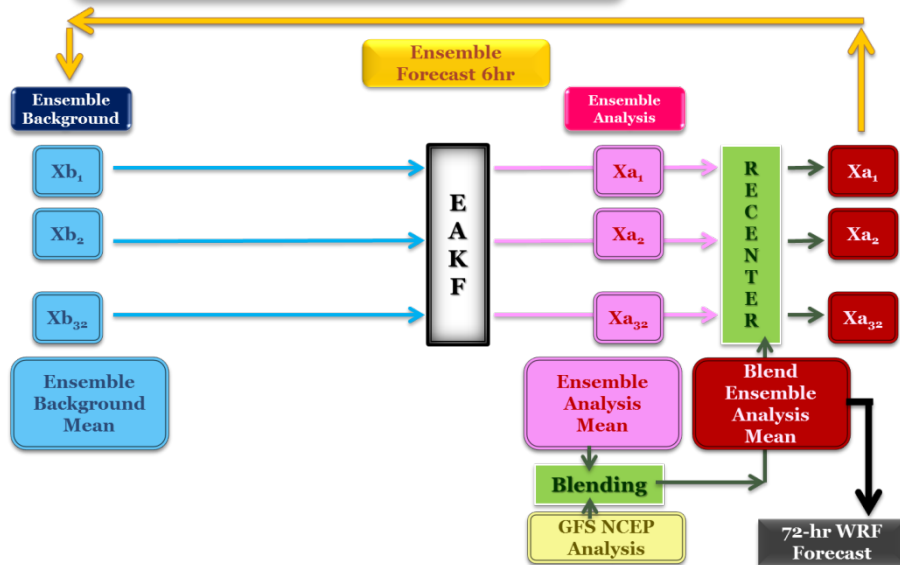 Ensemble
Forecast 6hr
Ensemble
Background
Ensemble
Analysis
Xb₁
Xb₂
Xb₃₂
E
A
K
F
Xa₁
Xa₂
Xa₃₂
R
E
C
E
N
T
E
R
Xa₁
Xa₂
Xa₃₂
Ensemble
Background
Mean
Ensemble
Analysis
Mean
Blend
Ensemble
Analysis
Mean
Blending
GFS NCEP
Analysis
72-hr WRF
Forecast